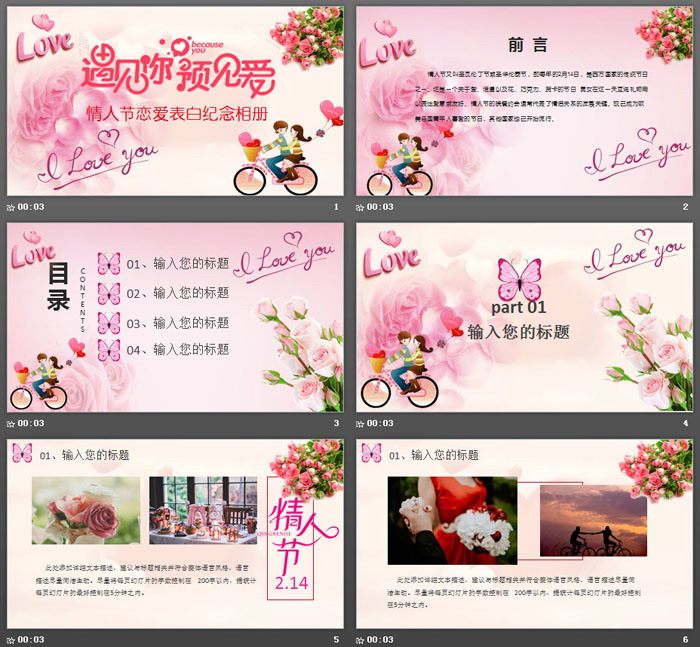 Love
遇见你 预见爱
because
you
情人节恋爱表白纪念相册
I Love you
00:03
1
Love
前 言
情人节又叫圣瓦伦丁节或圣华伦泰节，即每年的2月14日，是西方国家的传统节日
之一。这是一个关于爱、浪漫以及花、巧克力、贺卡的节日 男女在这一天互送礼物用
以表达爱意或友好。情人节的晚餐约会通常代表了情侣关系的发展关键。现已成为欧
美各国青年人喜爱的节日，其他国家也已开始流行。
I Love you
00:03
2
Love
目录
CONTENTS
01、输入您的标题
02、输入您的标题
03、输入您的标题
04、输入您的标题
I Love you
00:03
3
Love
part 01
输入您的标题
I Love you
00:03
4
01、输入您的标题
情人节
QINGRENJIE
2.14
此处添加详细文本描述，建议与标题相关并符合整体语言风格，语言
描述尽量简洁生动。尽量将每页幻灯片的字数控制在 200字以内，据统计
每页幻灯片的最好控制在5分钟之内。
00:03
5
01、输入您的标题
此处添加详细文本描述，建议与标题相关并符合整体语言风格，语言描述尽量简洁
生动。尽量将每页幻灯片的字数控制在 200字以内，据统计每页幻灯片的最好控制在5
分钟之内。
00:03
6